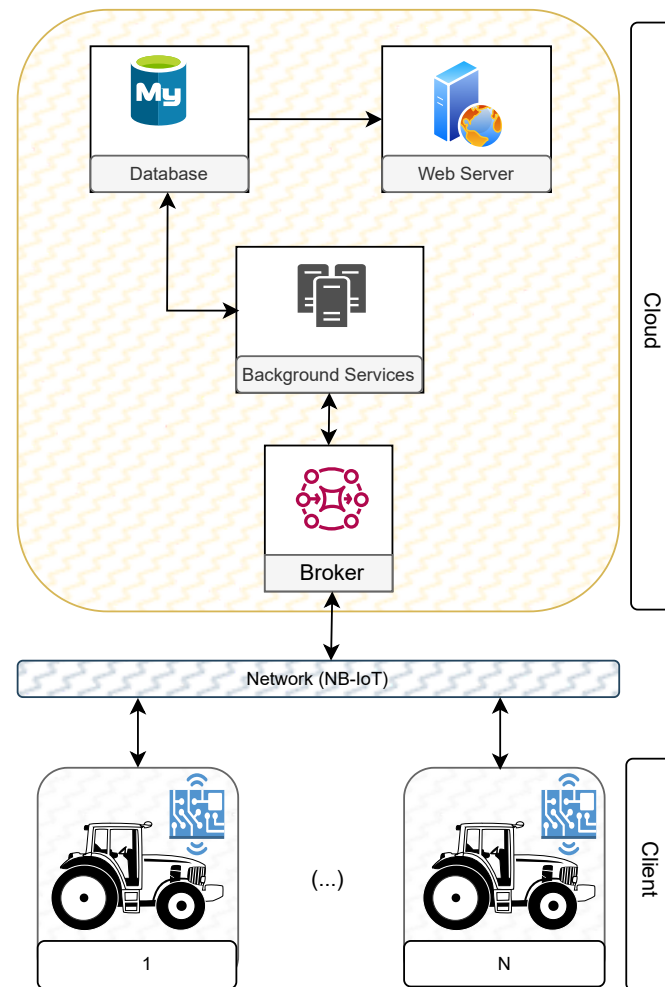 My
Database
Web Server
Background Services
Broker
Cloud
Network (NB-IoT)
(...)
Client
1
N